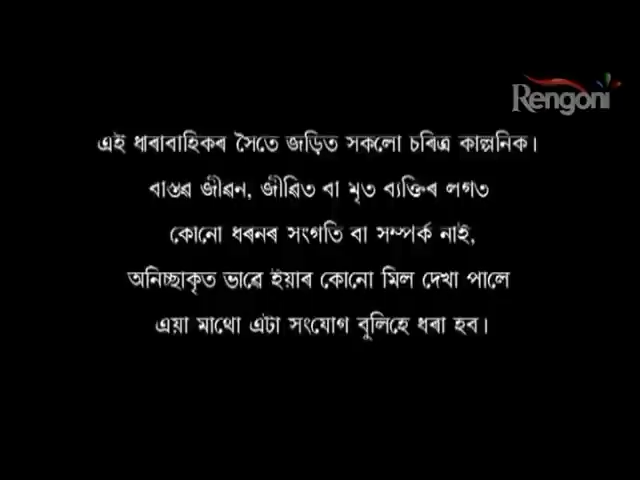 Rengoni
এই ধাৰাবাহিকৰ সৈতে জড়িত সকলো চৰিত্ৰ কাল্পনিক।
বাস্তৱ জীৱন, জীৱিত বা মৃত ব্যক্তিৰ লগত
কোনো ধৰনৰ সংগতি বা সম্পৰ্ক নাই,
অনিচ্ছাকৃত ভাৱে ইয়াৰ কোনো মিল দেখা পালে
এয়া মাথো এটা সংযোগ বুলিহে ধৰা হব।